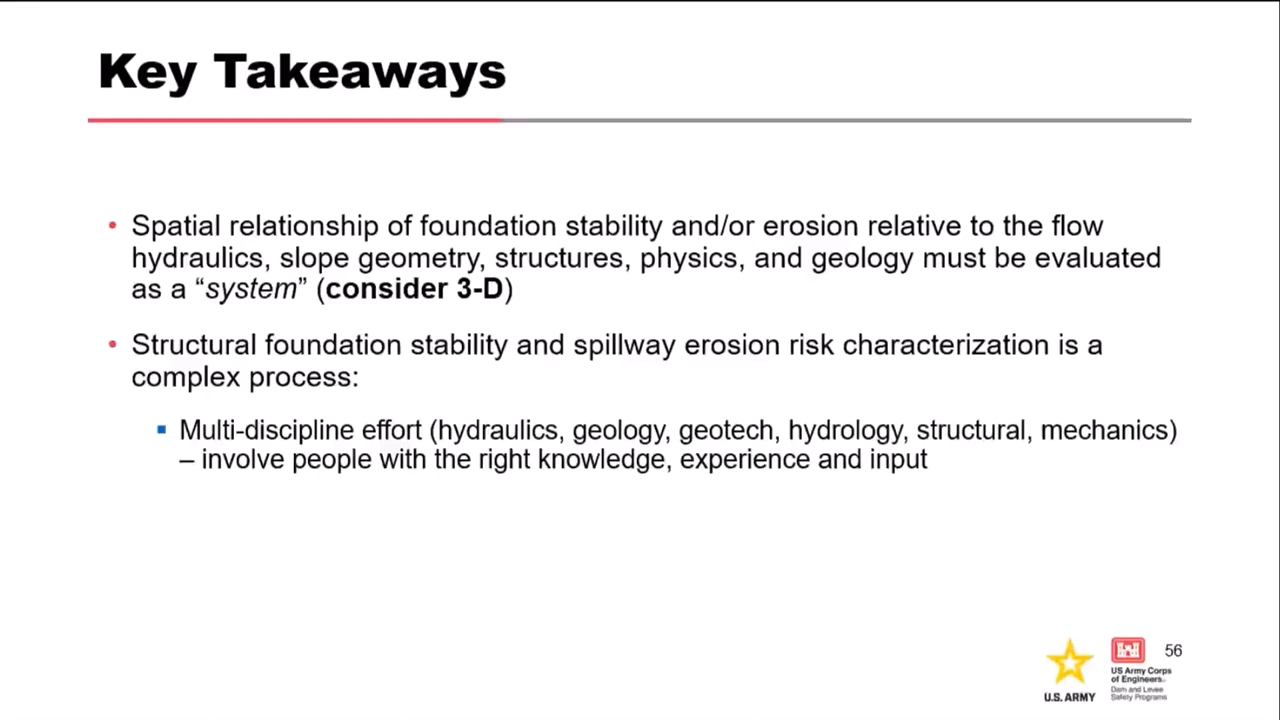 Key Takeaways
• Spatial relationship of foundation stability and/or erosion relative to the flow
hydraulics, slope geometry, structures, physics, and geology must be evaluated
as a “system” (consider 3-D)
• Structural foundation stability and spillway erosion risk characterization is a
complex process:
▪ Multi-discipline effort (hydraulics, geology, geotech, hydrology, structural, mechanics)
– involve people with the right knowledge, experience and input
U.S. ARMY
US Army Corps
of Engineers®
Dam and Levee
Safety Programs
56